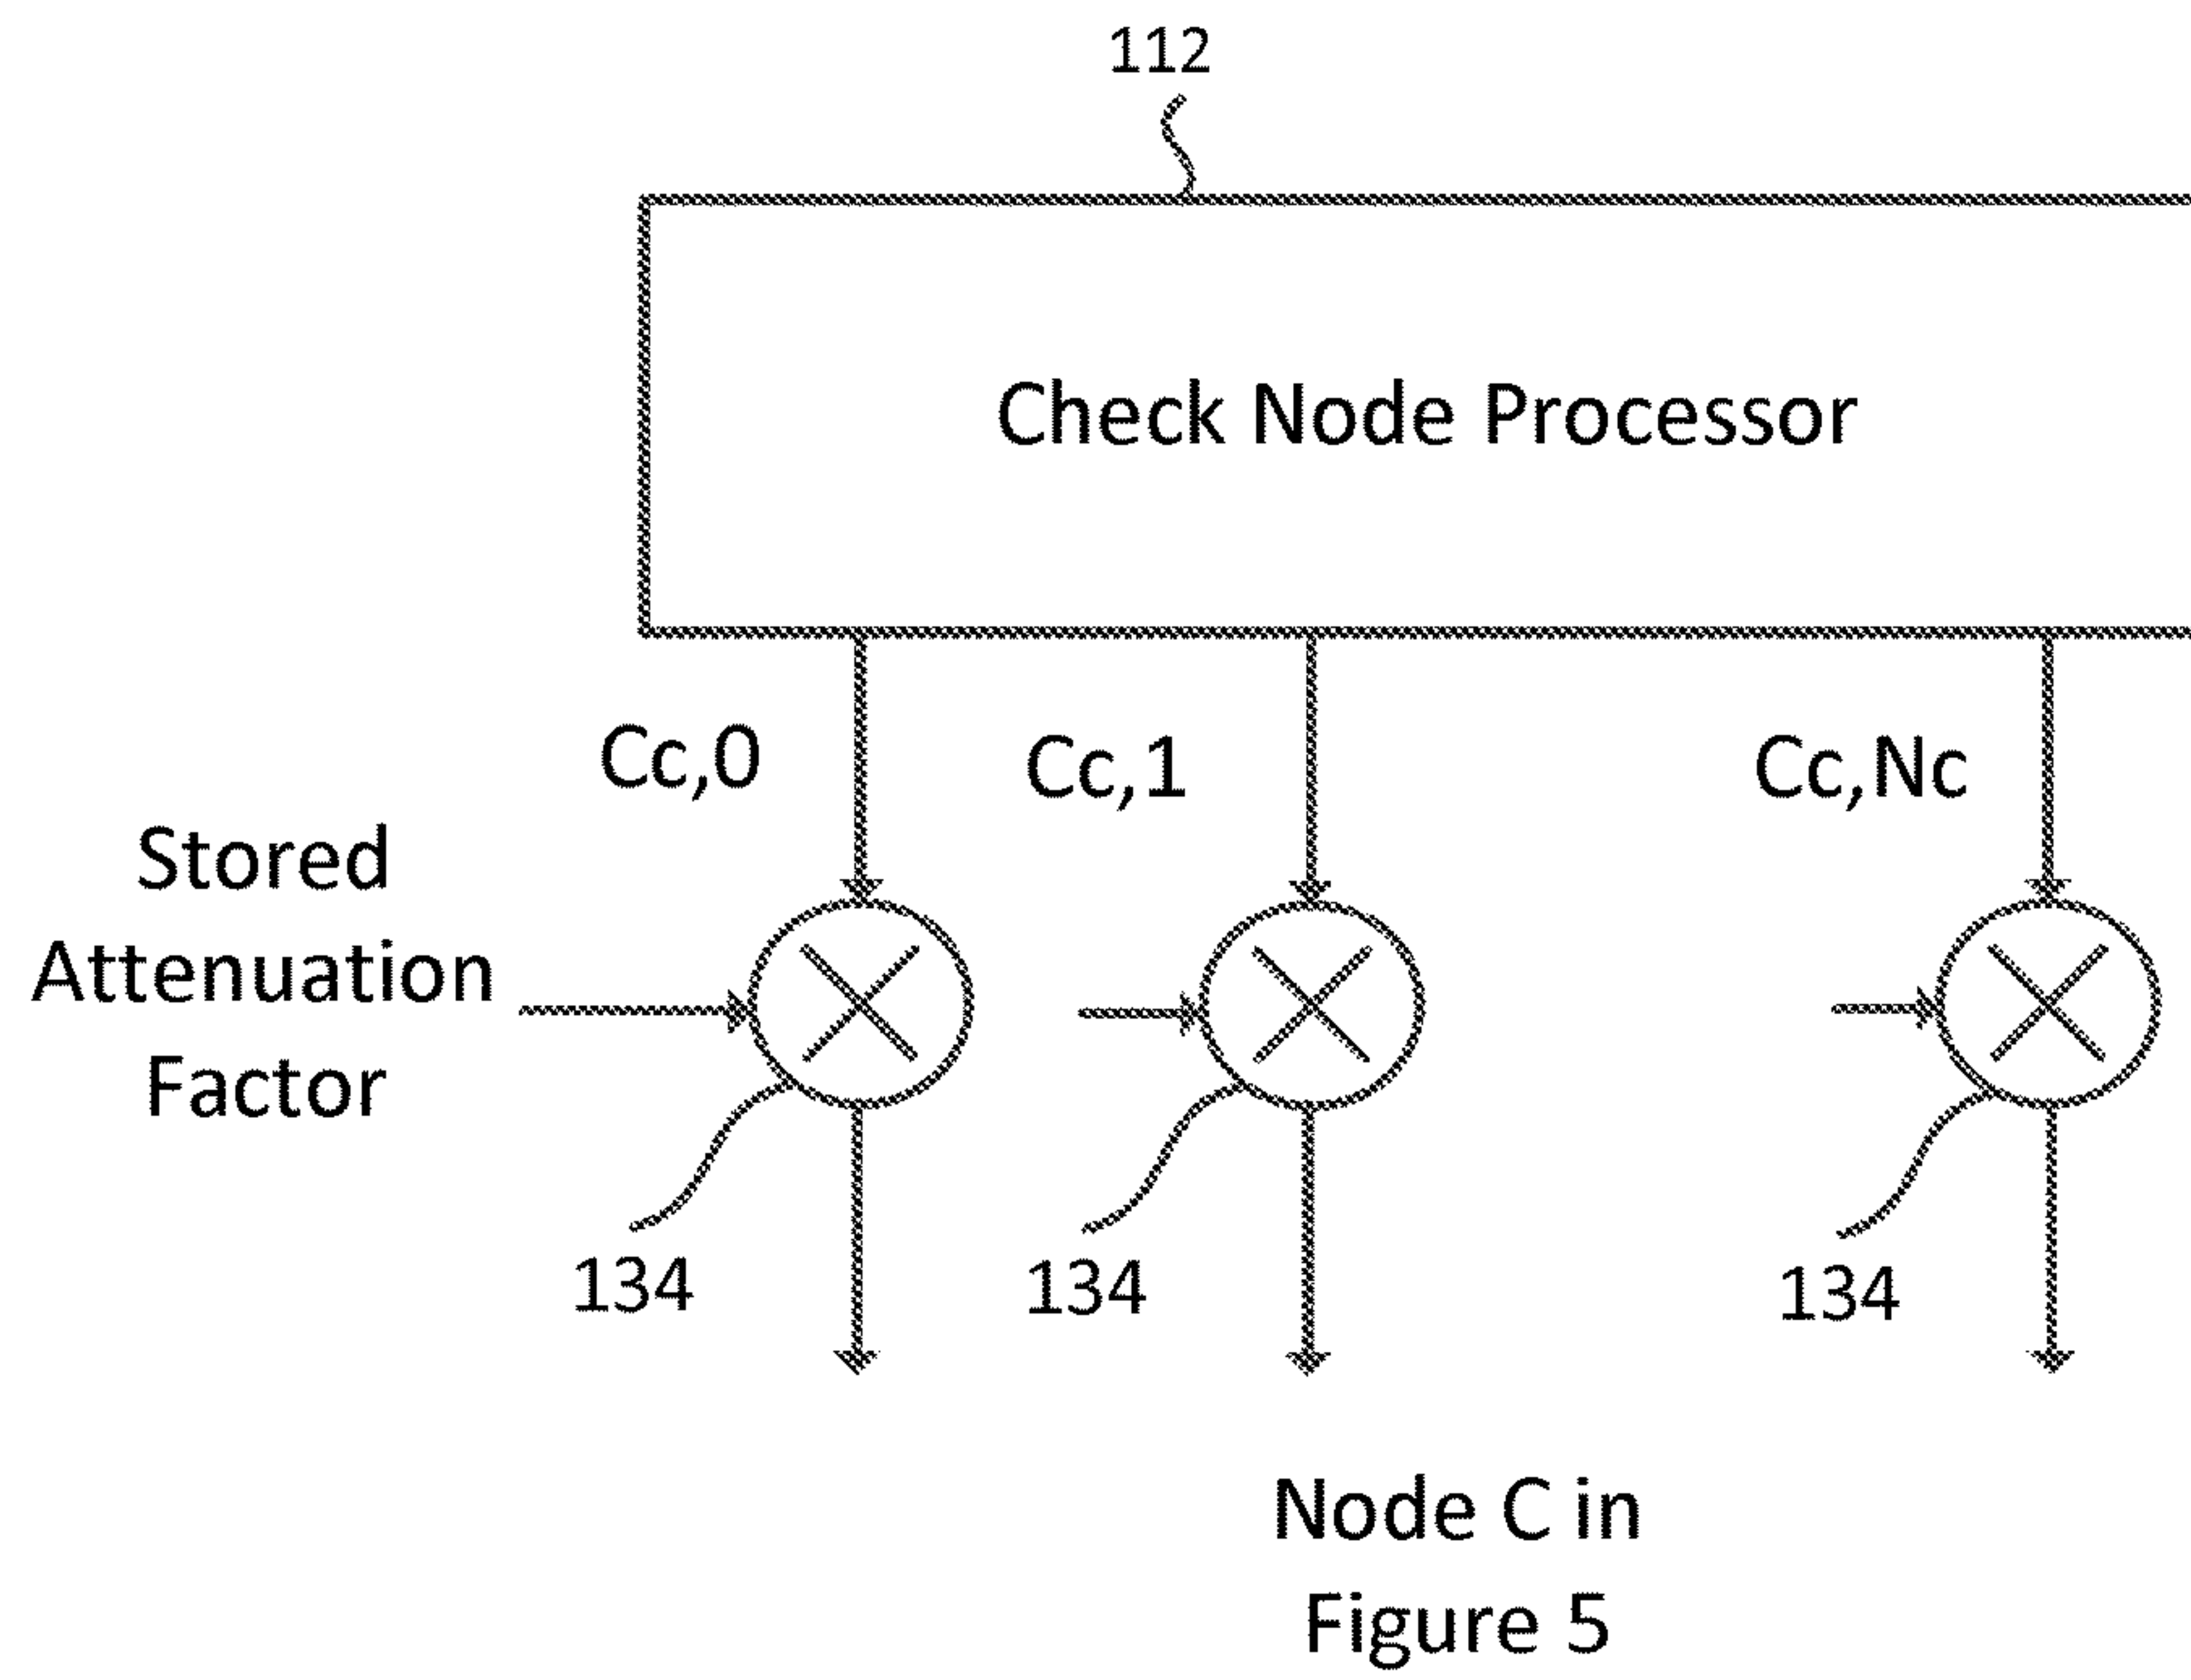 112
Check Node Processor
Cc,0
Cc,1
Cc,Nc
Stored
Attenuation
Factor
134
134
134
Node C in
Figure 5